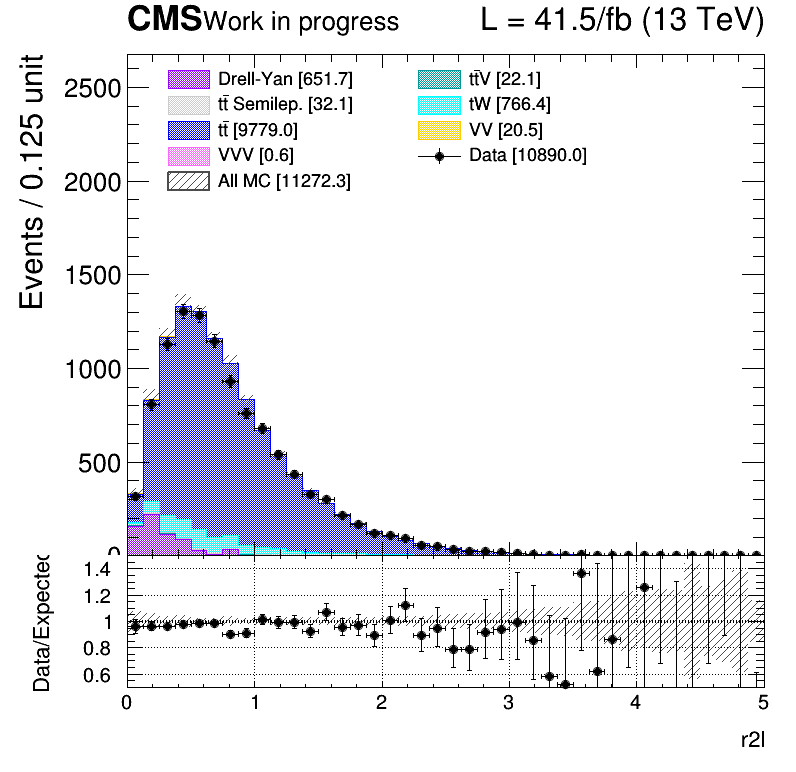 CMS Work in progress L = 41.5/fb (13 TeV)
Events / 0.125 unit
2500
2000
1500
1000
500
0
Drell-Yan [651.7]
tt̄ Semilep. [32.1]
tt̄ [9779.0]
VVV [0.6]
All MC [11272.3]
tt̄V [22.1]
tW [766.4]
VV [20.5]
Data [10890.0]
Data/Expected
1.4
1.2
1
0.8
0.6
0 1 2 3 4 5
r2l